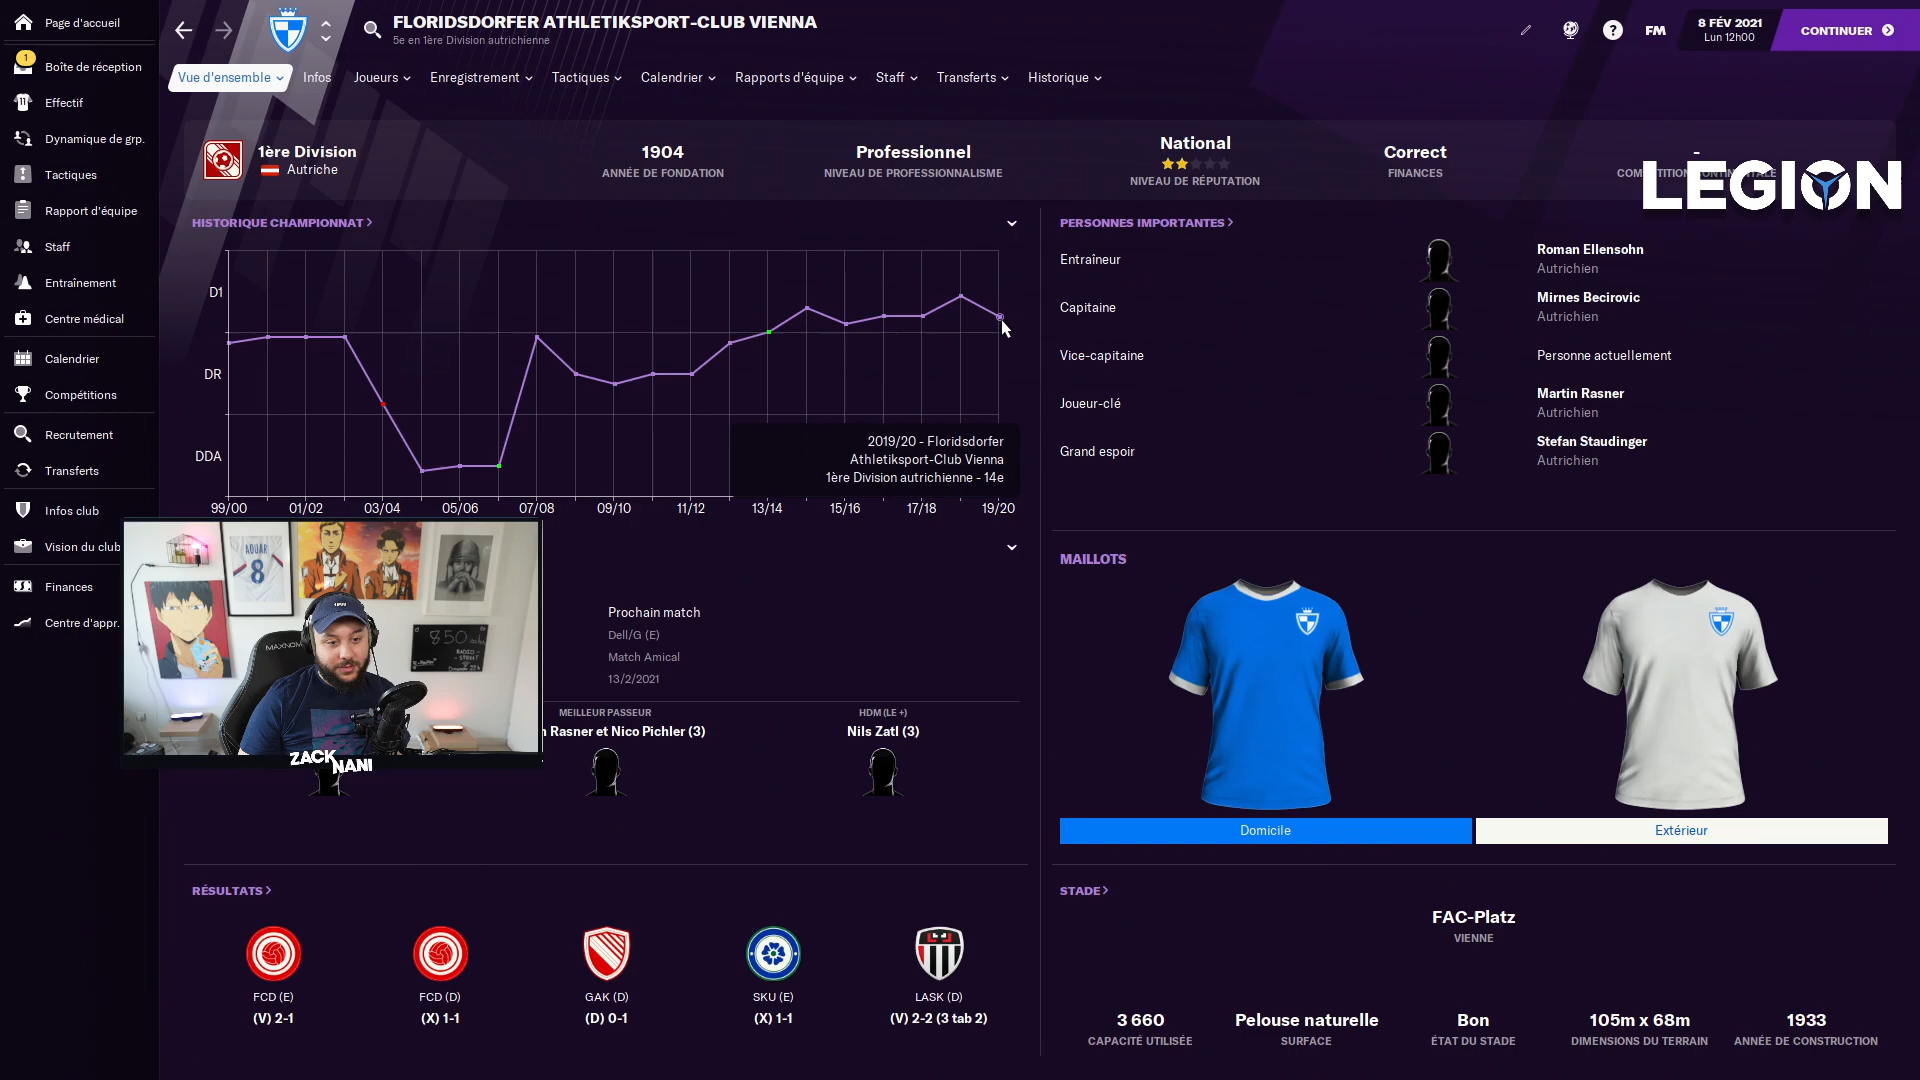 Page d'accueil
1
Boîte de réception
Effectif
Dynamique de grp.
Tactiques
Rapport d'équipe
Staff
Entraînement
Centre médical
Calendrier
Compétitions
Recrutement
Transferts
Infos club
Vision du club
Finances
Centre d'appr.
FLORIDSDORFER ATHLETIKSPORT-CLUB VIENNA
5e en 1ère Division autrichienne
FM
8 FÉV 2021
Lun 12h00
CONTINUER
Vue d'ensemble
Infos
Joueurs
Enregistrement
Tactiques
Calendrier
Rapports d'équipe
Staff
Transferts
Historique
1ère Division
Autriche
1904
ANNÉE DE FONDATION
Professionnel
NIVEAU DE PROFESSIONNALISME
National
NIVEAU DE RÉPUTATION
Correct
FINANCES
-
LEGION
HISTORIQUE CHAMPIONNAT
D1
DR
DDA
99/00 01/02 03/04 05/06 07/08 09/10 11/12 13/14 15/16 17/18 19/20
2019/20 - Floridsdorfer
Athletiksport-Club Vienna
1ère Division autrichienne - 14e
PERSONNES IMPORTANTES
Entraîneur
Roman Ellensohn
Autrichien
Capitaine
Mirnes Becirovic
Autrichien
Vice-capitaine
Personne actuellement
Joueur-clé
Martin Rasner
Autrichien
Grand espoir
Stefan Staudinger
Autrichien
AOUAR
8
850
RADIO -
- STREET
MAXNOM
ZACK
NANI
Prochain match
Dell/G (E)
Match Amical
13/2/2021
MEILLEUR PASSEUR
Rasner et Nico Pichler (3)
HDM (LE +)
Nils Zatl (3)
MAILLOTS
Domicile
Extérieur
RÉSULTATS
FCD (E)
(V) 2-1
FCD (D)
(X) 1-1
GAK (D)
(D) 0-1
SKU (E)
(X) 1-1
LASK (D)
(V) 2-2 (3 tab 2)
STADE
FAC-Platz
VIENNE
3 660
CAPACITÉ UTILISÉE
Pelouse naturelle
SURFACE
Bon
ÉTAT DU STADE
105m x 68m
DIMENSIONS DU TERRAIN
1933
ANNÉE DE CONSTRUCTION